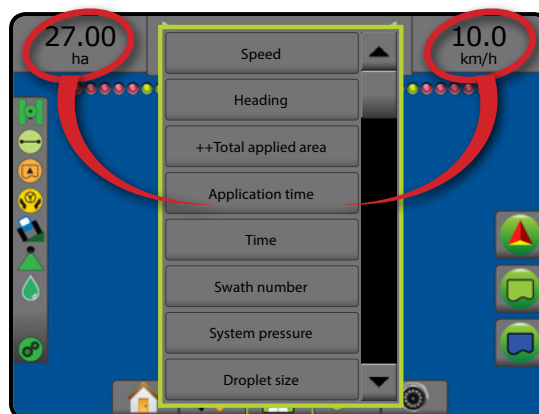 27.00
ha
10.0
km/h
Speed
Heading
++Total applied area
Application time
Time
Swath number
System pressure
Droplet size